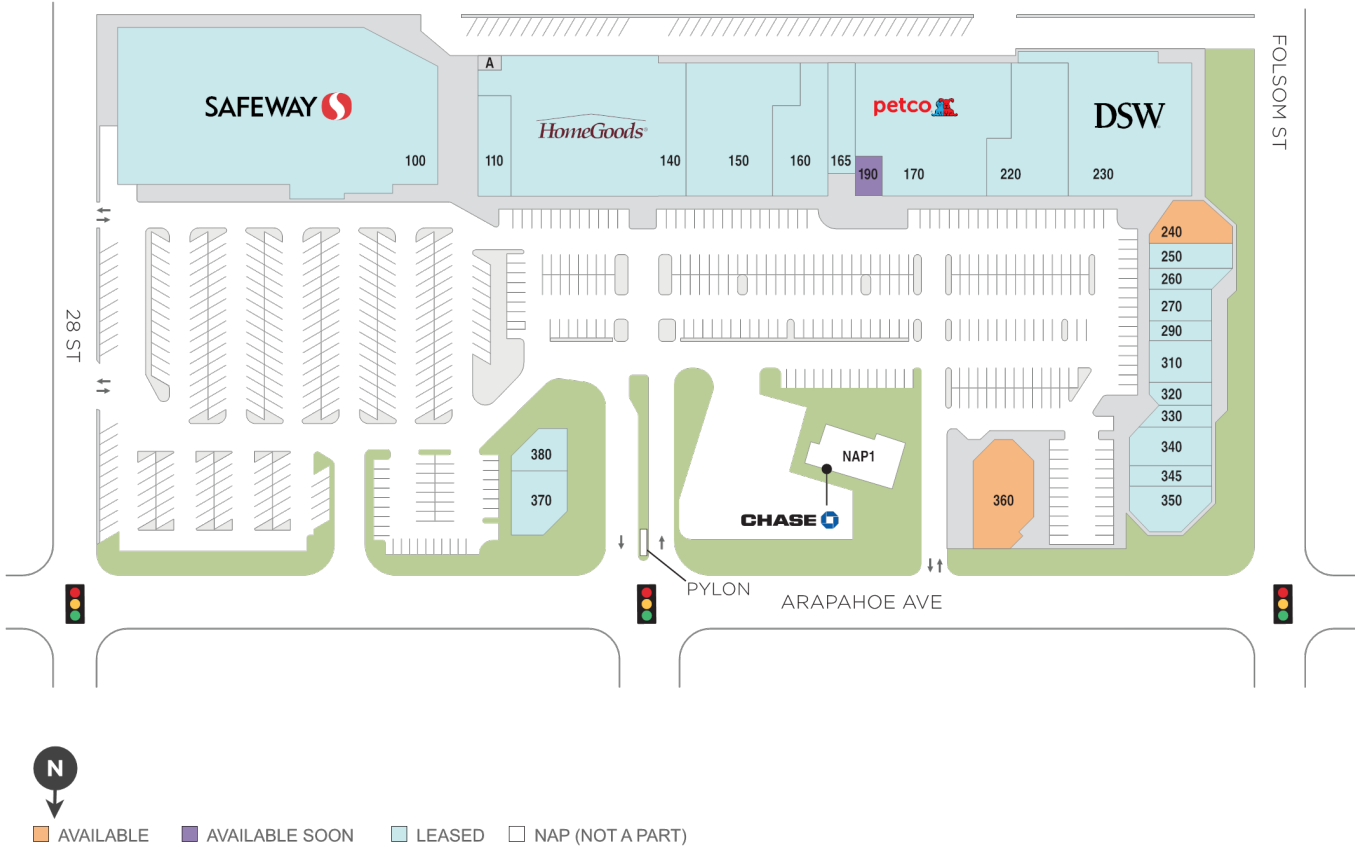 FOLSOM ST
A
SAFEWAY
petco
DSW
HomeGoods
100
110
140
150
160
165
190
170
220
230
240
250
260
28 ST
270
290
310
320
330
340
345
350
380
370
NAP1
360
CHASE
PYLON
ARAPAHOE AVE
N
AVAILABLE
AVAILABLE SOON
LEASED
NAP (NOT A PART)